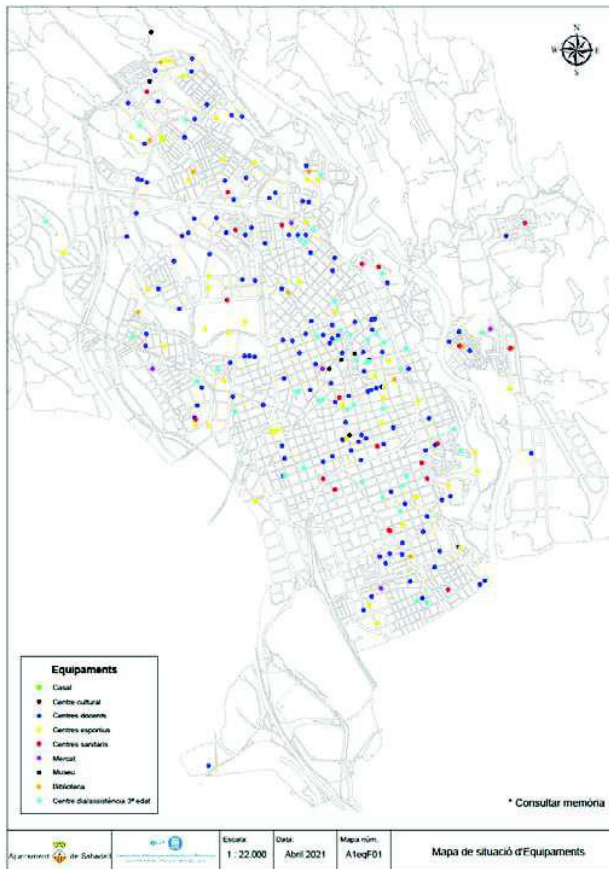 N
W E
S
Equipaments
Casal
Centre cultural
Centres docents
Centres esportius
Centres sanitaris
Mercat
Museu
Biblioteca
Centre dia/assistència 3ª edat
* Consultar memòria
Ajuntament de Sabadell
Escala:
1 : 22.000
Data:
Abril 2021
Mapa núm.
A1eqF01
Mapa de situació d'Equipaments